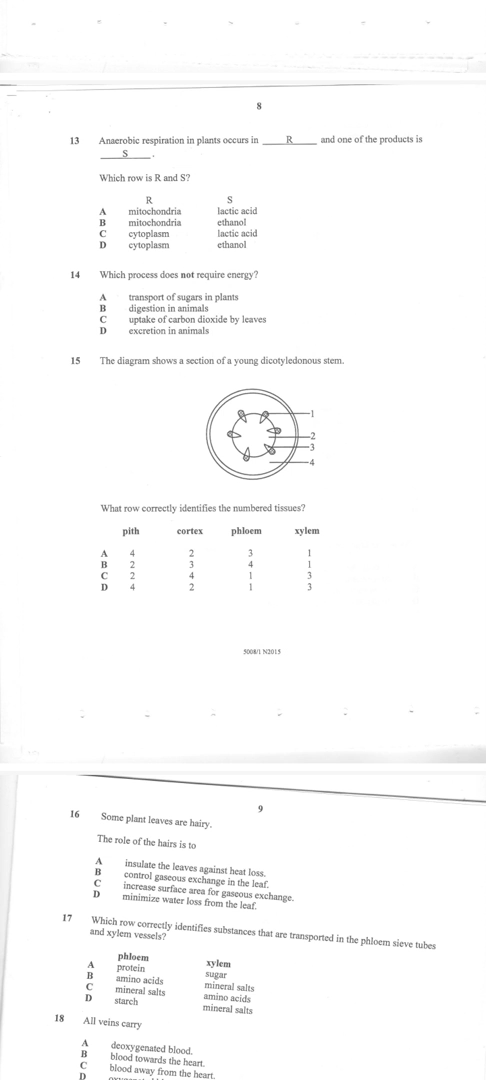 8
13 Anaerobic respiration in plants occurs in ____R____ and one of the products is
____S____ .
Which row is R and S?
R S
A mitochondria lactic acid
B mitochondria ethanol
C cytoplasm lactic acid
D cytoplasm ethanol
14 Which process does not require energy?
A transport of sugars in plants
B digestion in animals
C uptake of carbon dioxide by leaves
D excretion in animals
15 The diagram shows a section of a young dicotyledonous stem.
1
2
3
4
What row correctly identifies the numbered tissues?
pith cortex phloem xylem
A 4 2 3 1
B 2 3 4 1
C 2 4 1 3
D 4 2 1 3
5008/1 N2015
9
16 Some plant leaves are hairy.
The role of the hairs is to
A insulate the leaves against heat loss.
B control gaseous exchange in the leaf.
C increase surface area for gaseous exchange.
D minimize water loss from the leaf.
17 Which row correctly identifies substances that are transported in the phloem sieve tubes
and xylem vessels?
phloem xylem
A protein sugar
B amino acids mineral salts
C mineral salts amino acids
D starch mineral salts
18 All veins carry
A deoxygenated blood.
B blood towards the heart.
C blood away from the heart.
D